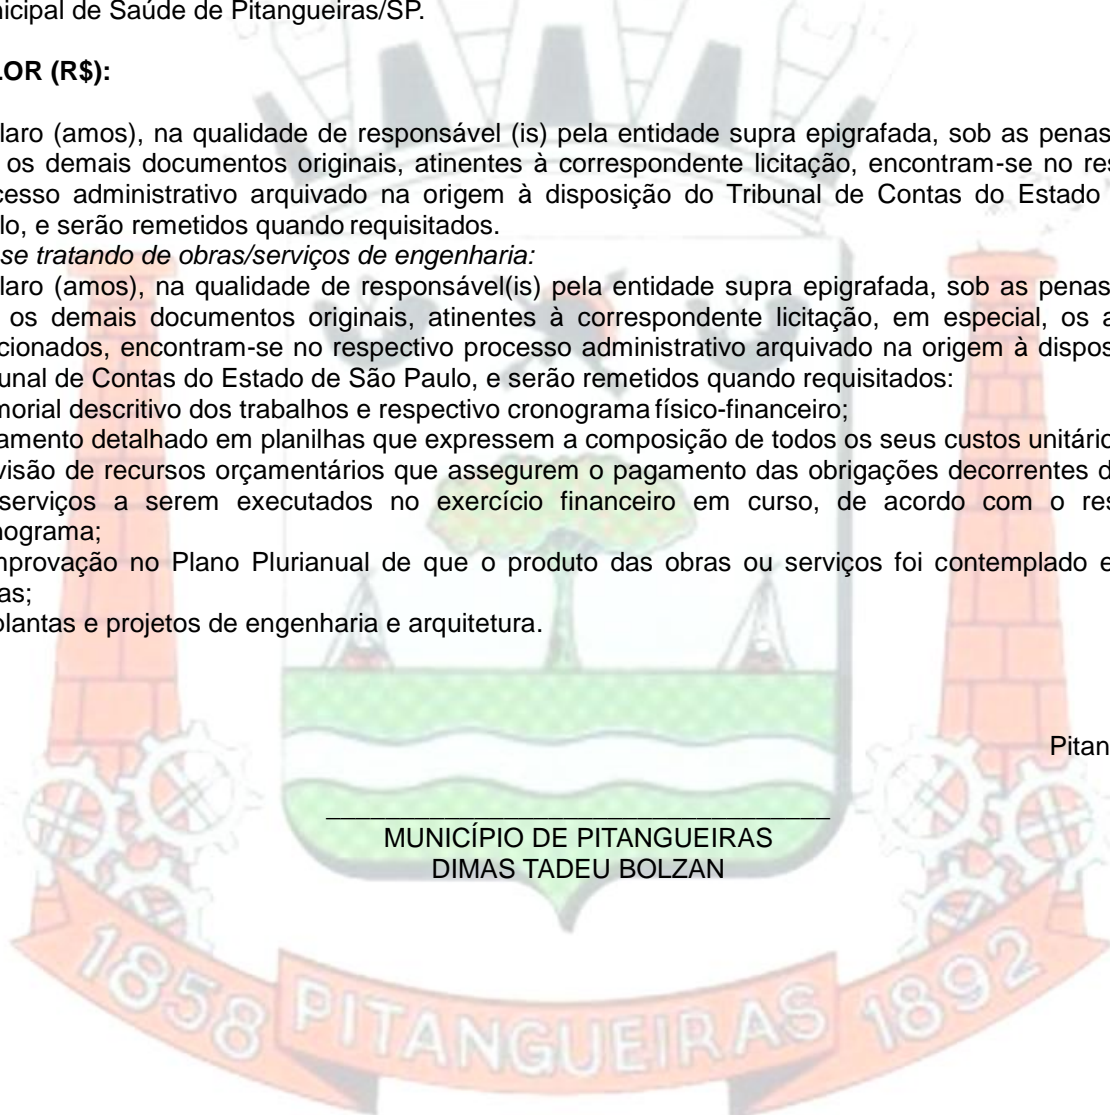 nicipal de Saúde de Pitangueiras/SP.
LOR (R$):
laro (amos), na qualidade de responsável (is) pela entidade supra epigrafada, sob as penas
os demais documentos originais, atinentes à correspondente licitação, encontram-se no res
cesso administrativo arquivado na origem à disposição do Tribunal de Contas do Estado
lo, e serão remetidos quando requisitados.
se tratando de obras/serviços de engenharia:
laro (amos), na qualidade de responsável(is) pela entidade supra epigrafada, sob as penas
os demais documentos originais, atinentes à correspondente licitação, em especial, os a
cionados, encontram-se no respectivo processo administrativo arquivado na origem à dispos
unal de Contas do Estado de São Paulo, e serão remetidos quando requisitados:
morial descritivo dos trabalhos e respectivo cronograma físico-financeiro;
amento detalhado em planilhas que expressem a composição de todos os seus custos unitário
visão de recursos orçamentários que assegurem o pagamento das obrigações decorrentes d
serviços a serem executados no exercício financeiro em curso, de acordo com o res
nograma;
mprovação no Plano Plurianual de que o produto das obras ou serviços foi contemplado e
as;
plantas e projetos de engenharia e arquitetura.
Pitan
MUNICÍPIO DE PITANGUEIRAS
DIMAS TADEU BOLZAN
1858 PITANGUEIRAS 1892